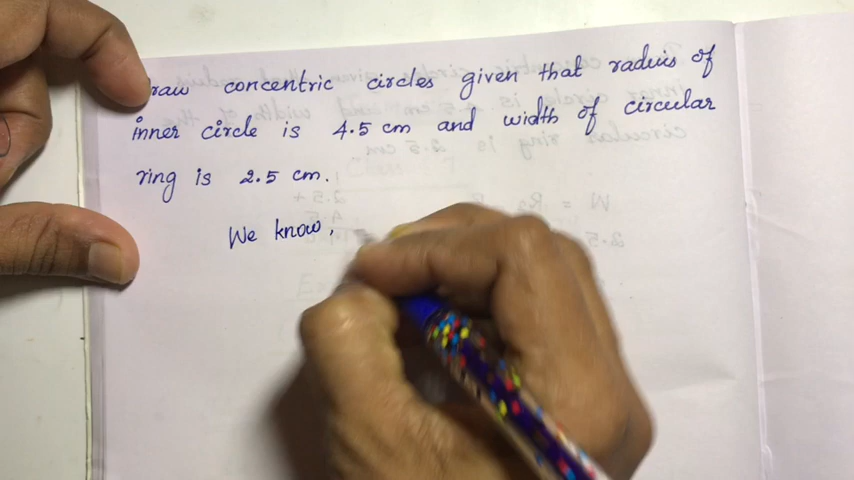 raw concentric circles given that radius of
inner circle is 4.5 cm and width of circular
ring is 2.5 cm.
We know,